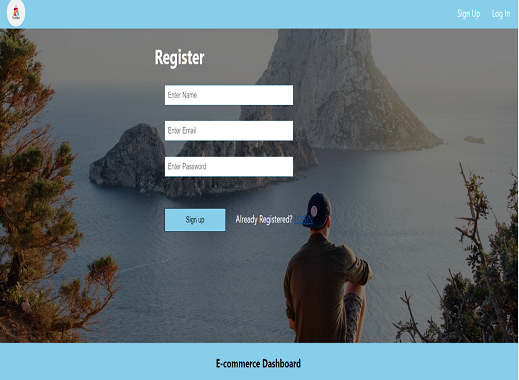 Sign Up
Log In
Register
Enter Name
Enter Email
Enter Password
Sign up
Already Registered?
E-commerce Dashboard